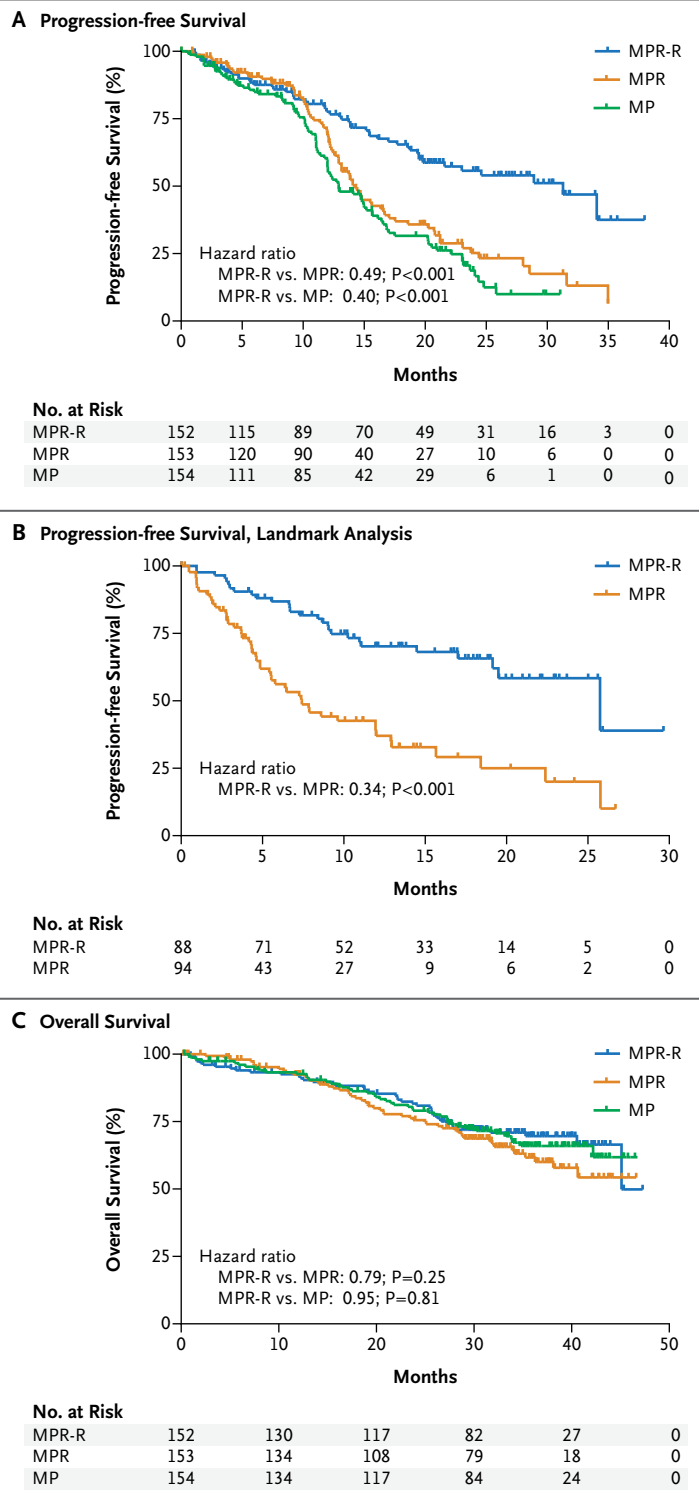 A Progression-free Survival
100
75
50
25
0
Progression-free Survival (%)
MPR-R
MPR
MP
Hazard ratio
MPR-R vs. MPR: 0.49; P<0.001
MPR-R vs. MP: 0.40; P<0.001
0 5 10 15 20 25 30 35 40
Months
No. at Risk
MPR-R 152 115 89 70 49 31 16 3 0
MPR 153 120 90 40 27 10 6 0 0
MP 154 111 85 42 29 6 1 0 0
B Progression-free Survival, Landmark Analysis
100
75
50
25
0
Progression-free Survival (%)
MPR-R
MPR
Hazard ratio
MPR-R vs. MPR: 0.34; P<0.001
0 5 10 15 20 25 30
Months
No. at Risk
MPR-R 88 71 52 33 14 5 0
MPR 94 43 27 9 6 2 0
C Overall Survival
100
75
50
25
0
Overall Survival (%)
MPR-R
MPR
MP
Hazard ratio
MPR-R vs. MPR: 0.79; P=0.25
MPR-R vs. MP: 0.95; P=0.81
0 10 20 30 40 50
Months
No. at Risk
MPR-R 152 130 117 82 27 0
MPR 153 134 108 79 18 0
MP 154 134 117 84 24 0